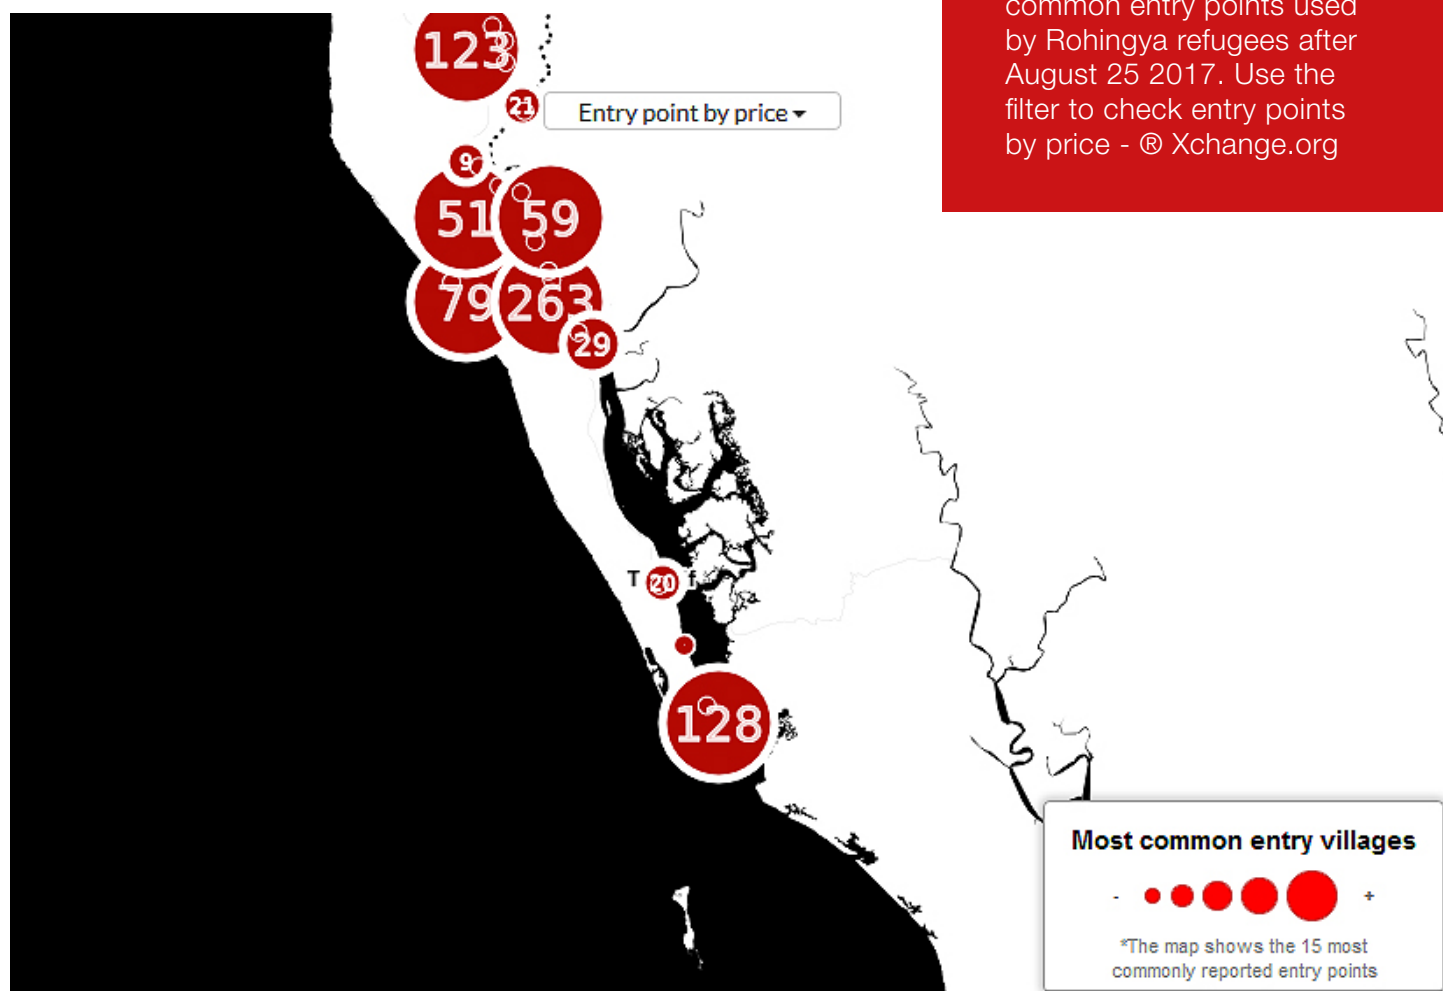 common entry points used
by Rohingya refugees after
August 25 2017. Use the
filter to check entry points
by price - ® Xchange.org
123
21
Entry point by price
9
51
59
79
263
29
T
20
f
128
Most common entry villages
-
+
*The map shows the 15 most
commonly reported entry points